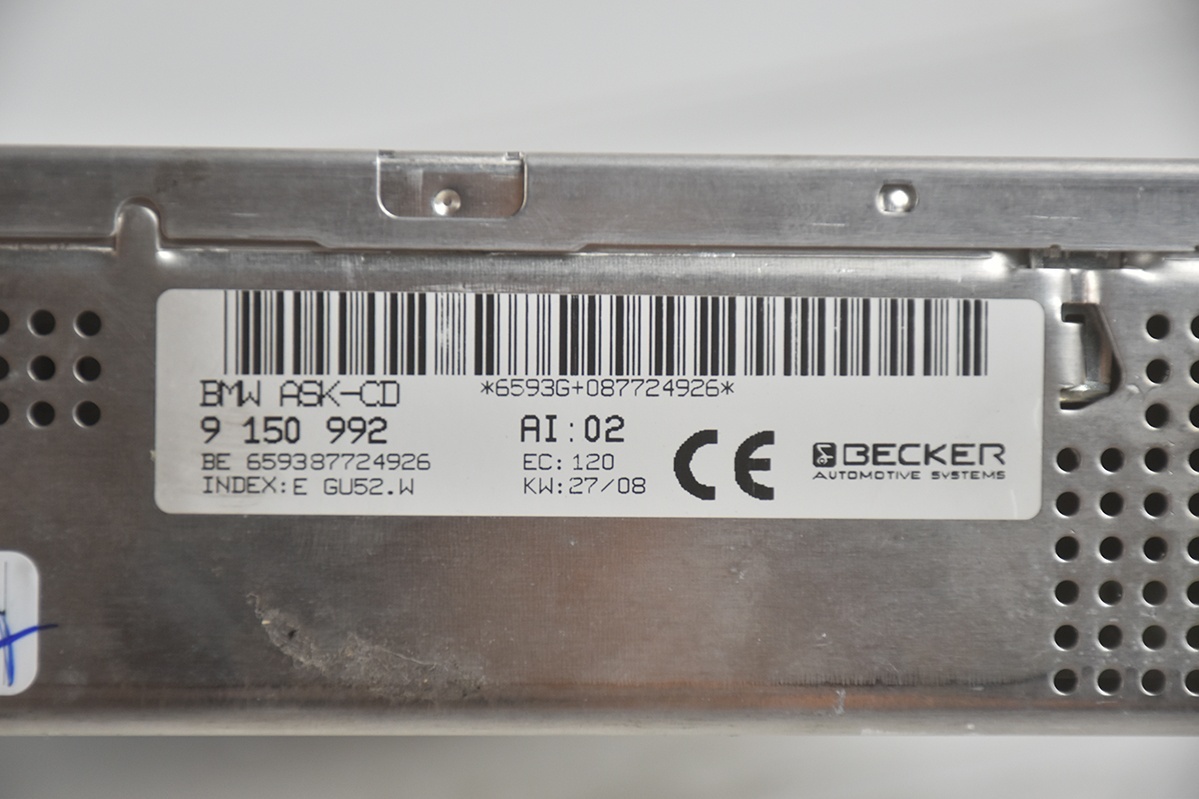 *6593G+087724926*
BMW ASK-CD
9 150 992
AI:02
BE 659387724926
EC: 120
INDEX:E GU52.W
KW:27/08
CE
BECKER
AUTOMOTIVE SYSTEMS